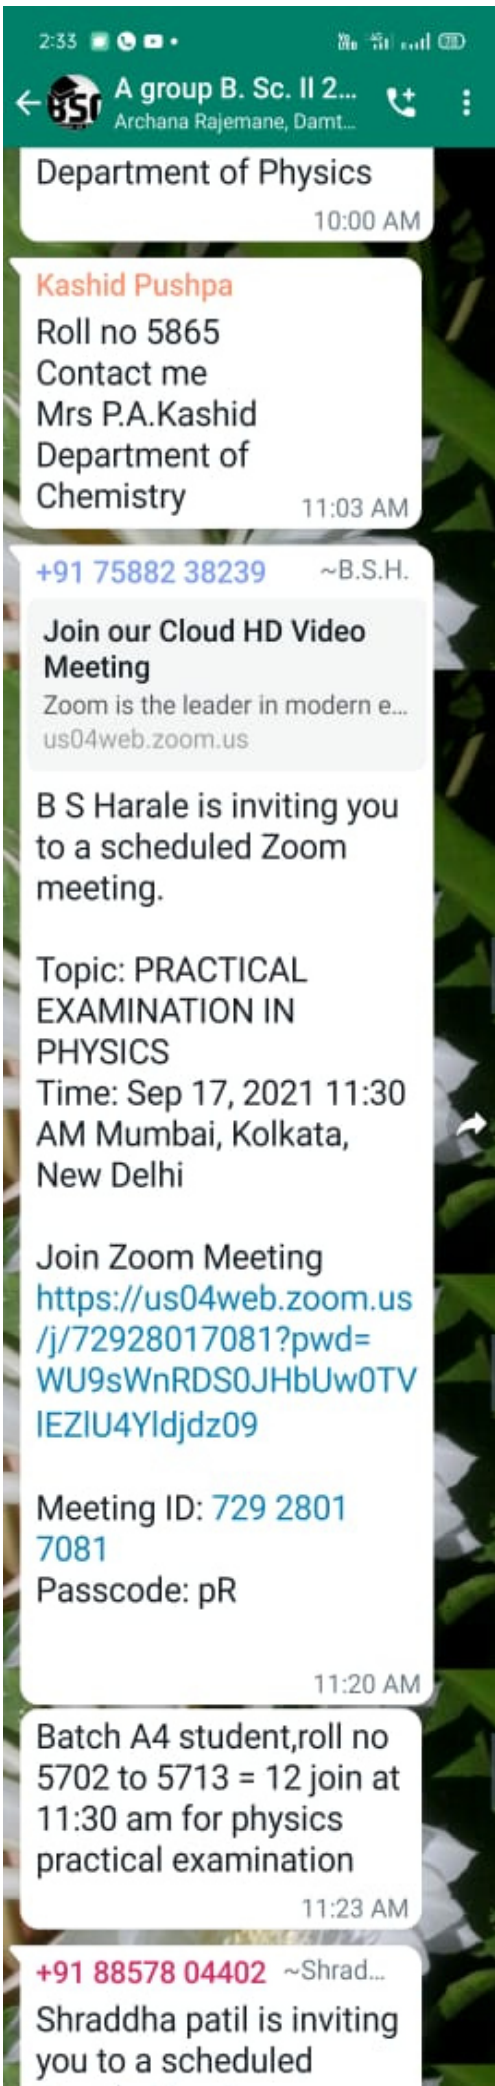 2:33
A group B. Sc. II 2...
Archana Rajemane, Damt...
BSC
Department of Physics
10:00 AM
Kashid Pushpa
Roll no 5865
Contact me
Mrs P.A.Kashid
Department of
Chemistry
11:03 AM
+91 75882 38239 ~B.S.H.
Join our Cloud HD Video
Meeting
Zoom is the leader in modern e...
us04web.zoom.us
B S Harale is inviting you
to a scheduled Zoom
meeting.
Topic: PRACTICAL
EXAMINATION IN
PHYSICS
Time: Sep 17, 2021 11:30
AM Mumbai, Kolkata,
New Delhi
Join Zoom Meeting
https://us04web.zoom.us
/j/72928017081?pwd=
WU9sWnRDS0JHbUw0TV
lEZlU4Yldjdz09
Meeting ID: 729 2801
7081
Passcode: pR
11:20 AM
Batch A4 student,roll no
5702 to 5713 = 12 join at
11:30 am for physics
practical examination
11:23 AM
+91 88578 04402 ~Shrad...
Shraddha patil is inviting
you to a scheduled